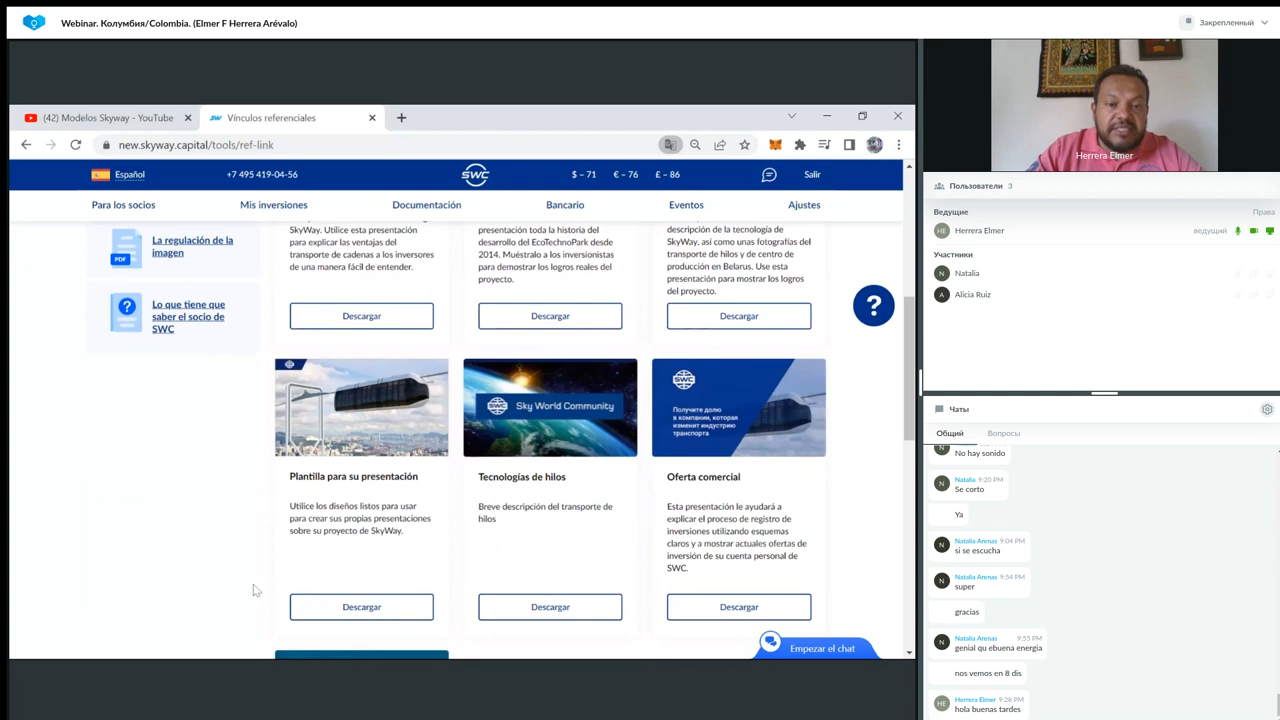 Webinar. Колумбия/Colombia. (Elmer F Herrera Arévalo)
Закрепленный
(42) Modelos Skyway - YouTube
Vínculos referenciales
new.skyway.capital/tools/ref-link
Español
+7 495 419-04-56
SWC
$ – 71
€ – 76
£ – 86
Salir
Para los socios
Mis inversiones
Documentación
Bancario
Eventos
Ajustes
La regulación de la
imagen
PDF
Lo que tiene que
saber el socio de
SWC
SkyWay. Utilice esta presentación
para explicar las ventajas del
transporte de cadenas a los inversores
de una manera fácil de entender.
Descargar
presentación toda la historia del
desarrollo del EcoTechnoPark desde
2014. Muéstralo a los inversionistas
para demostrar los logros reales del
proyecto.
Descargar
descripción de la tecnología de
SkyWay, así como unas fotografías del
transporte de hilos y de centro de
producción en Belarus. Use esta
presentación para mostrar los logros
del proyecto.
Descargar
?
Plantilla para su presentación
Utilice los diseños listos para usar
para crear sus propias presentaciones
sobre su proyecto de SkyWay.
Descargar
SWC
Sky World Community
Tecnologías de hilos
Breve descripción del transporte de
hilos
Descargar
SWC
Получите долю
в компании, которая
изменит индустрию
транспорта
Oferta comercial
Esta presentación le ayudará a
explicar el proceso de registro de
inversiones utilizando esquemas
claros y a mostrar actuales ofertas de
inversión de su cuenta personal de
SWC.
Descargar
Empezar el chat
Herrera Elmer
Пользователи 3
Ведущие
Права
HE
Herrera Elmer
ведущий
Участники
N
Natalia
A
Alicia Ruiz
Чаты
Общий
Вопросы
N
No hay sonido
N
Natalia 9:20 PM
Se corto
Ya
N
Natalia Arenas 9:04 PM
si se escucha
N
Natalia Arenas 9:54 PM
super
gracias
N
Natalia Arenas 9:55 PM
genial qu ebuena energia
nos vemos en 8 dis
HE
Herrera Elmer 9:28 PM
hola buenas tardes